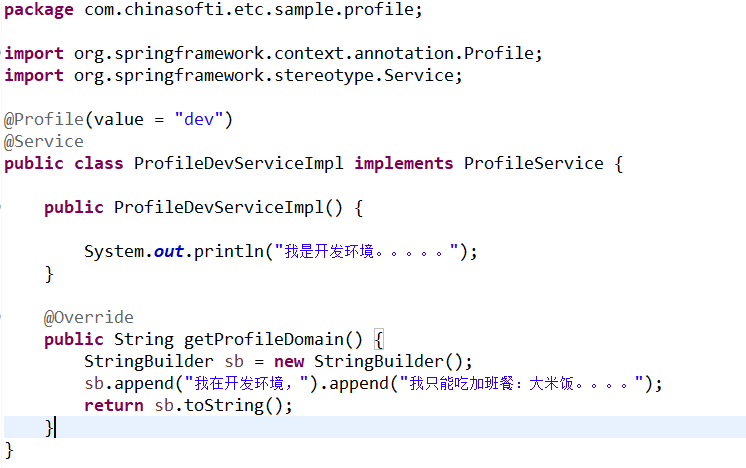 package com.chinasofti.etc.sample.profile;
import org.springframework.context.annotation.Profile;
import org.springframework.stereotype.Service;
@Profile(value = "dev")
@Service
public class ProfileDevServiceImpl implements ProfileService {
public ProfileDevServiceImpl() {
System.out.println("我是开发环境。。。。。");
}
@Override
public String getProfileDomain() {
StringBuilder sb = new StringBuilder();
sb.append("我在开发环境，").append("我只能吃加班餐：大米饭。。。。");
return sb.toString();
}
}